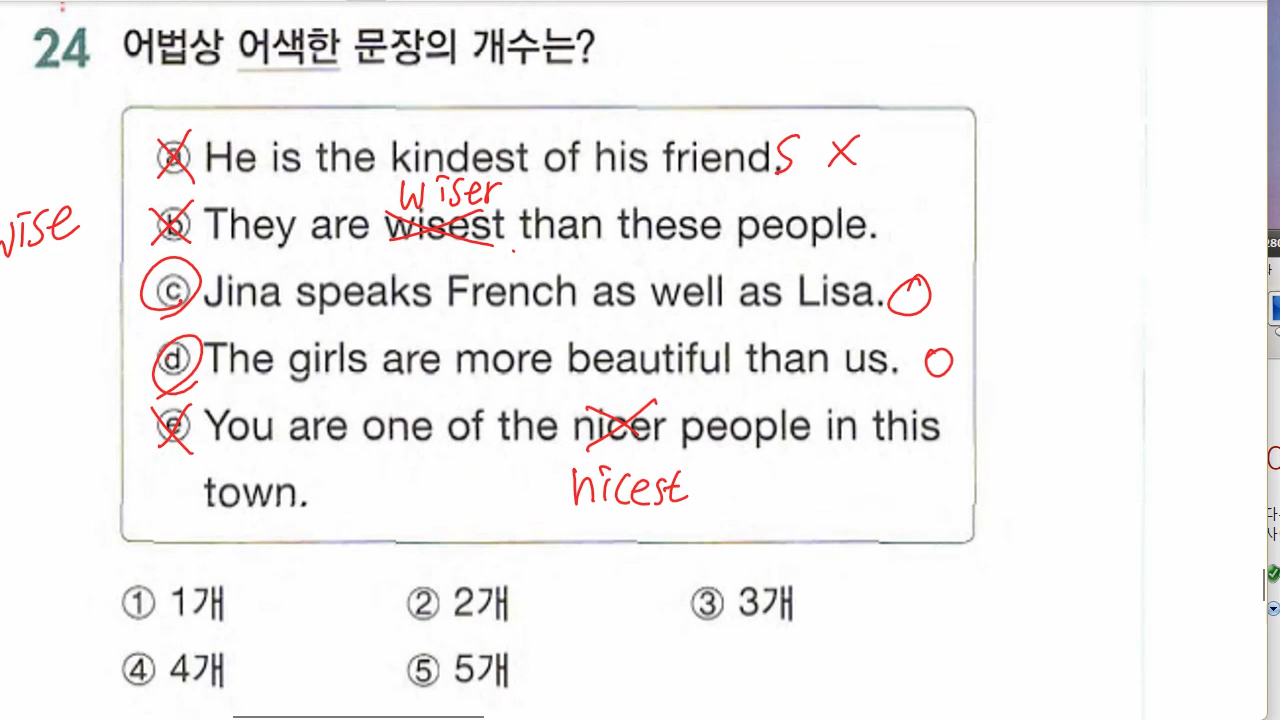 24 어법상 어색한 문장의 개수는?
ⓐ He is the kindest of his friend.s X
wiser
wise ⓑ They are wisest than these people.
ⓒ Jina speaks French as well as Lisa. O
ⓓ The girls are more beautiful than us. O
ⓔ You are one of the nicer people in this
town. nicest
① 1개 ② 2개 ③ 3개
④ 4개 ⑤ 5개